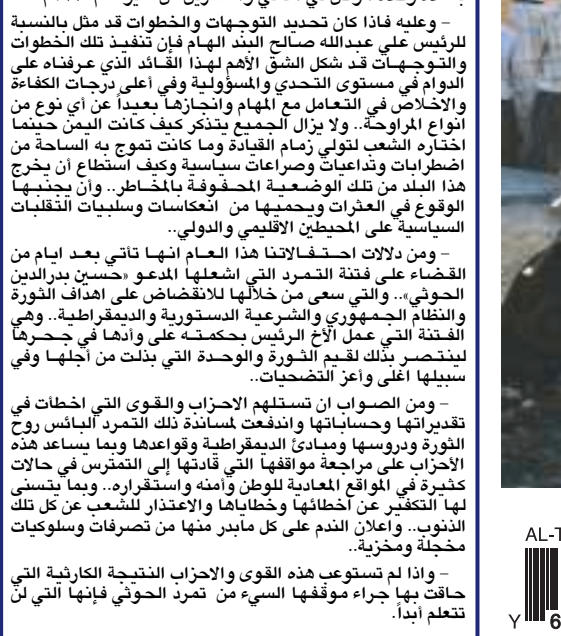 – وعليه فاذا كان تحديد التوجهات والخطوات قد مثل بالنسبة
للرئيس علي عبدالله صالح البند الهام فإن تنفيذ تلك الخطوات
والتوجهات قد شكل الشق الأهم لهذا القائد الذي عرفناه على
الدوام في مستوى التحدي والمسؤولية وفي أعلى درجات الكفاءة
والاخلاص في التعامل مع المهام وانجازها بعيداً عن أي نوع من
انواع المراوحة.. ولا يزال الجميع يتذكر كيف كانت اليمن حينما
اختاره الشعب لتولي زمام القيادة وما كانت تموج به الساحة من
اضطرابات وتداعيات وصراعات سياسية وكيف استطاع أن يخرج
هذا البلد من تلك الوضعية المحفوفة بالمخاطر.. وأن يجنبها
الوقوع في العثرات ويحميها من انعكاسات وسلبيات التقلبات
السياسية على المحيطين الاقليمي والدولي..
– ومن دلالات احتفالاتنا هذا العام انها تأتي بعد ايام من
القضاء على فتنة التمرد التي اشعلها المدعو «حسين بدرالدين
الحوثي».. والتي سعى من خلالها للانقضاض على اهداف الثورة
والنظام الجمهوري والشرعية الدستورية والديمقراطية.. وهي
الفتنة التي عمل الأخ الرئيس بحكمته على وأدها في جحرها
لينتصر بذلك لقيم الثورة والوحدة التي بذلت من أجلها وفي
سبيلها اغلى وأعز التضحيات..
– ومن الصواب ان تستلهم الاحزاب والقوى التي اخطأت في
تقديراتها وحساباتها واندفعت لمساندة ذلك التمرد البائس روح
الثورة ودروسها ومبادئ الديمقراطية وقواعدها وبما يساعد هذه
الأحزاب على مراجعة مواقفها التي قادتها إلى التمترس في حالات
كثيرة في المواقع المعادية للوطن وأمنه واستقراره.. وبما يتسنى
لها التكفير عن اخطائها وخطاياها والاعتذار للشعب عن كل تلك
الذنوب.. واعلان الندم على كل مابدر منها من تصرفات وسلوكيات
مخجلة ومخزية..
– واذا لم تستوعب هذه القوى والاحزاب النتيجة الكارثية التي
حاقت بها جراء موقفها السيء من تمرد الحوثي فإنها التي لن
تتعلم أبداً.
AL-T
Y 6